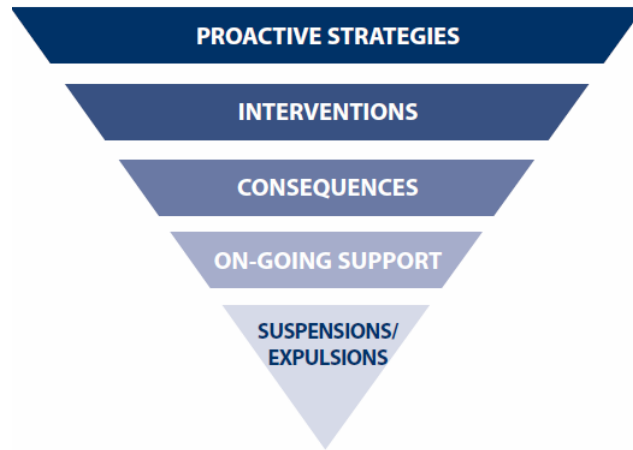 PROACTIVE STRATEGIES
INTERVENTIONS
CONSEQUENCES
ON-GOING SUPPORT
SUSPENSIONS/
EXPULSIONS